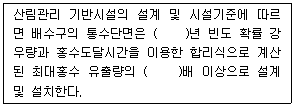 산림관리 기반시설의 설계 및 시설기준에 따르
면 배수구의 통수단면은 (    )년 빈도 확률 강
우량과 홍수도달시간을 이용한 합리식으로 계산
된 최대홍수 유출량의 (    )배 이상으로 설계
및 설치한다.